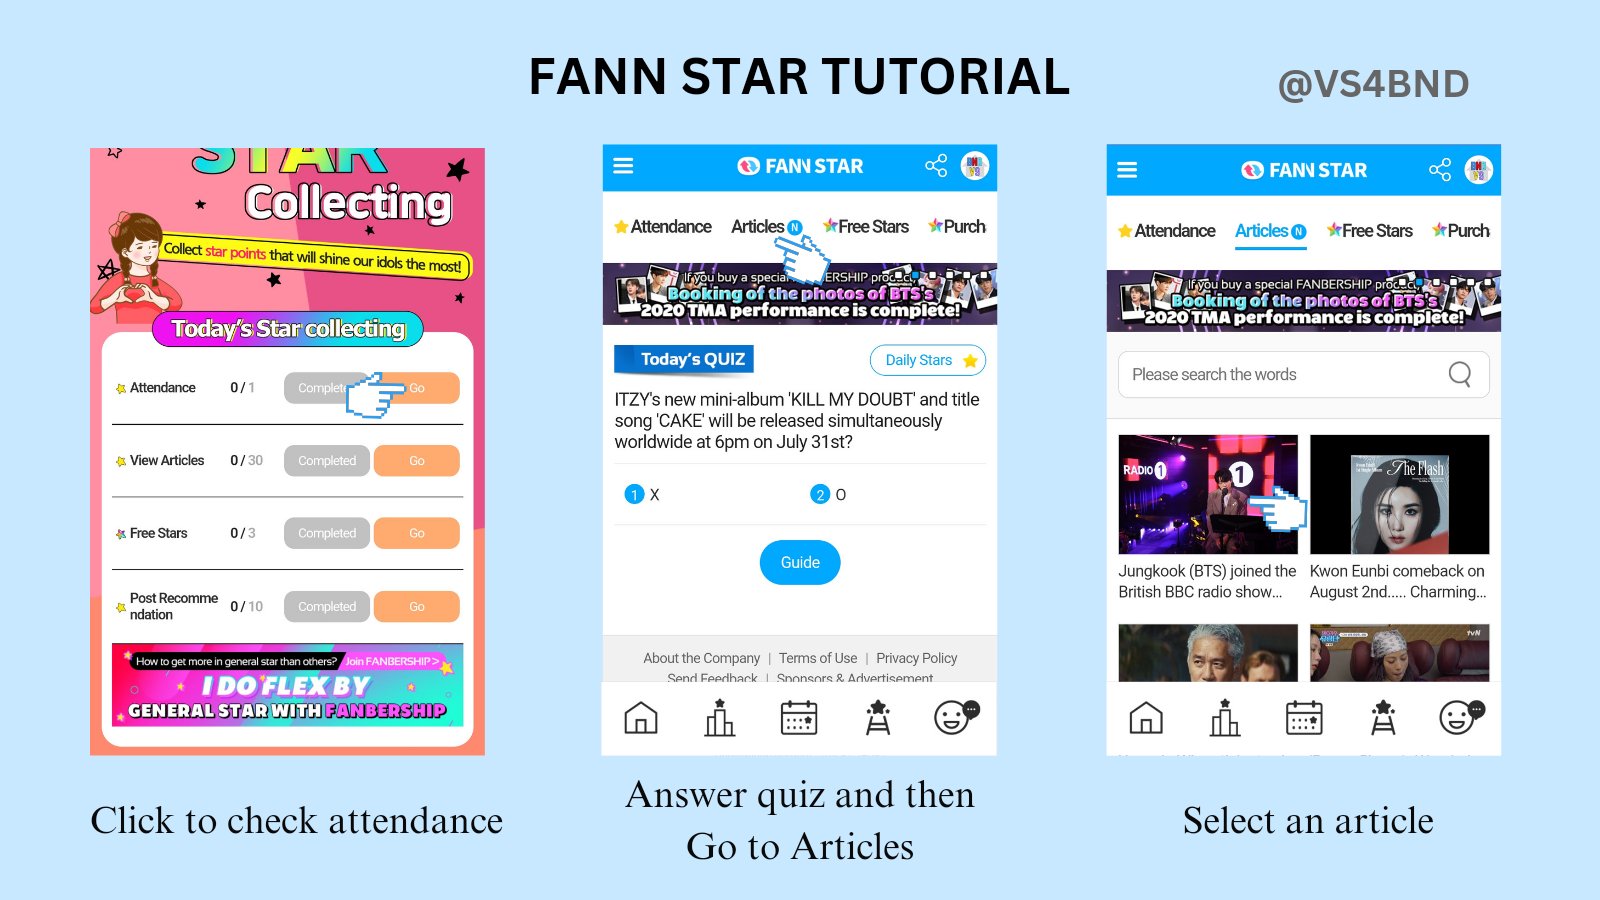 FANN STAR TUTORIAL
@VS4BND
STAR
Collecting
Collect star points that will shine our idols the most!
Today's Star collecting
Attendance 0 / 1 Completed Go
View Articles 0 / 30 Completed Go
Free Stars 0 / 3 Completed Go
Post Recomme
ndation 0 / 10 Completed Go
How to get more in general star than others? Join FANBERSHIP >
I DO FLEX BY
GENERAL STAR WITH FANBERSHIP
Click to check attendance
FANN STAR
Attendance Articles N Free Stars Purch
If you buy a special FANBERSHIP
Booking of the photos of BTS's
2020 TMA performance is complete!
Today's QUIZ Daily Stars
ITZY's new mini-album 'KILL MY DOUBT' and title
song 'CAKE' will be released simultaneously
worldwide at 6pm on July 31st?
1 X 2 O
Guide
About the Company | Terms of Use | Privacy Policy
Send Feedback | Sponsors & Advertisement
Answer quiz and then
Go to Articles
FANN STAR
Attendance Articles N Free Stars Purch
If you buy a special FANBERSHIP
Booking of the photos of BTS's
2020 TMA performance is complete!
Please search the words
RADIO 1
1
The Flash
Jungkook (BTS) joined the
British BBC radio show...
Kwon Eunbi comeback on
August 2nd..... Charming...
tvN
Select an article